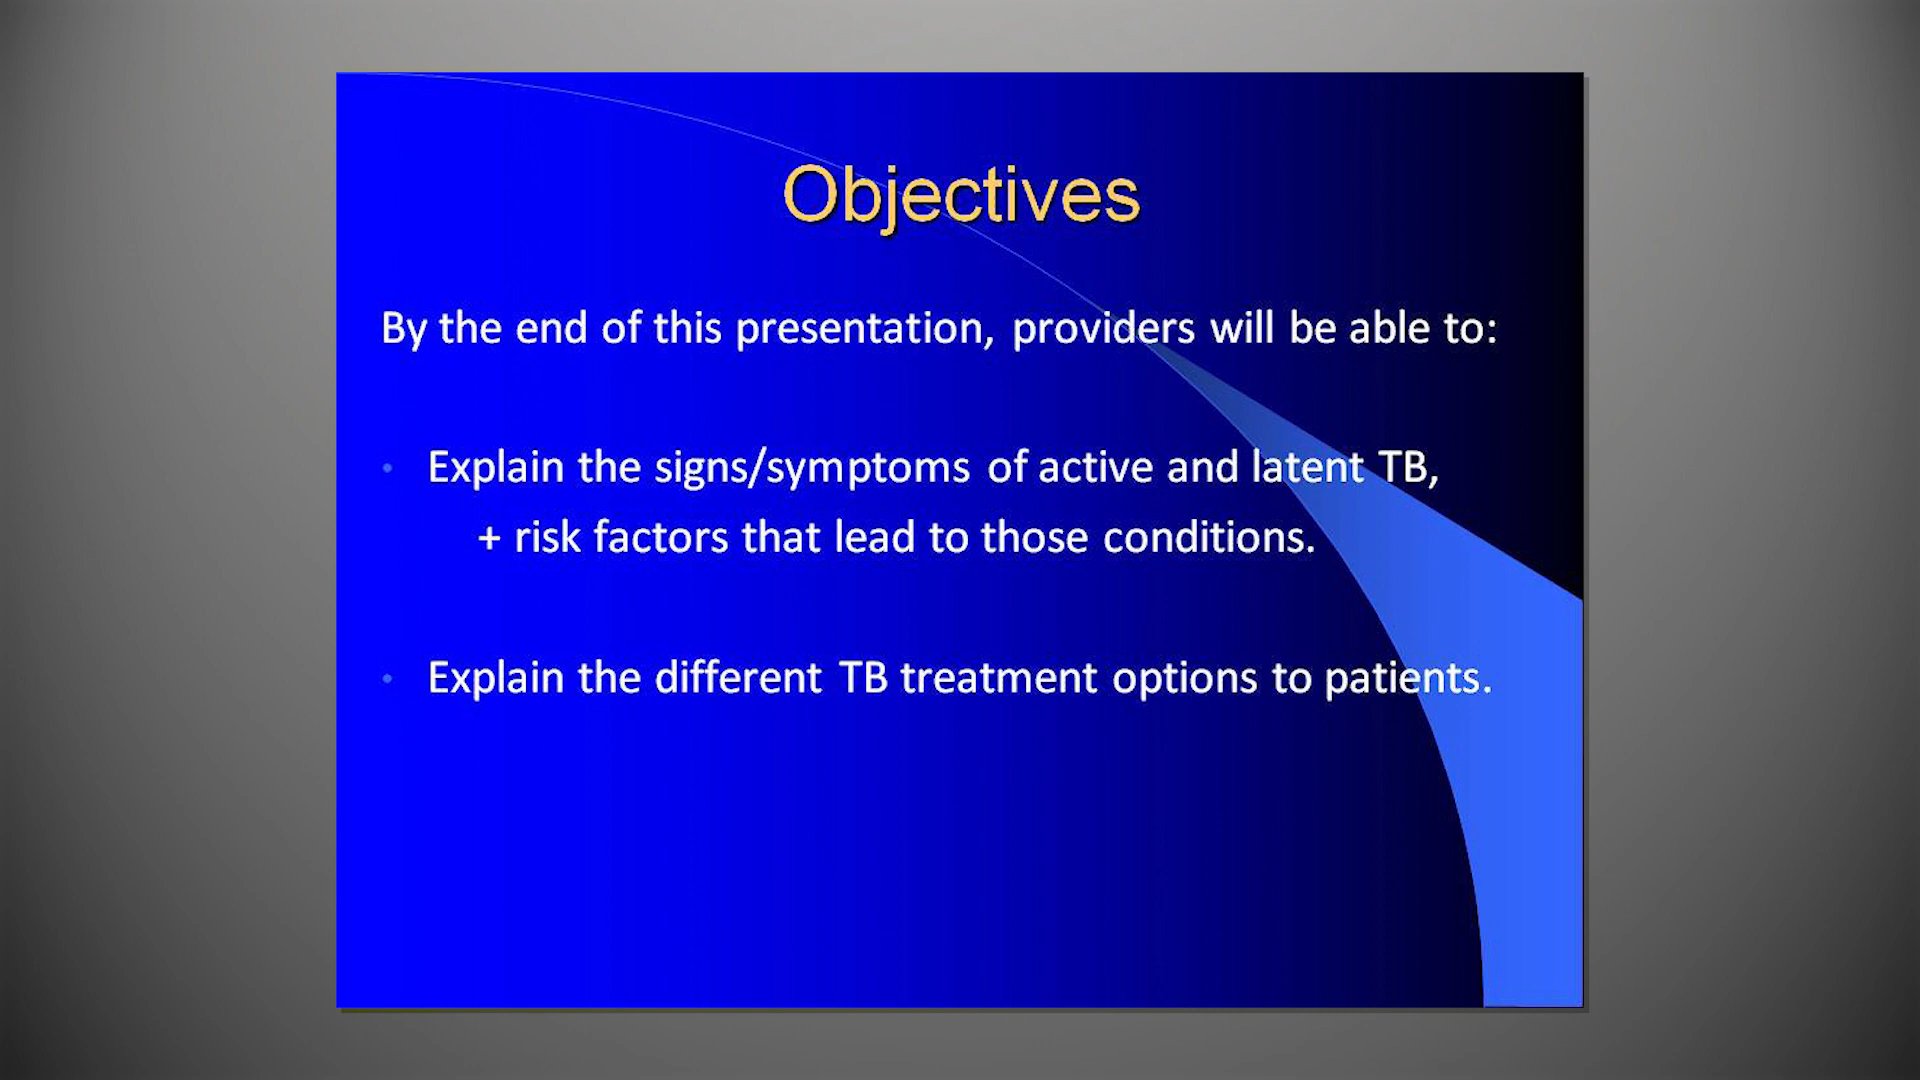 Objectives
By the end of this presentation, providers will be able to:
• Explain the signs/symptoms of active and latent TB,
+ risk factors that lead to those conditions.
• Explain the different TB treatment options to patients.